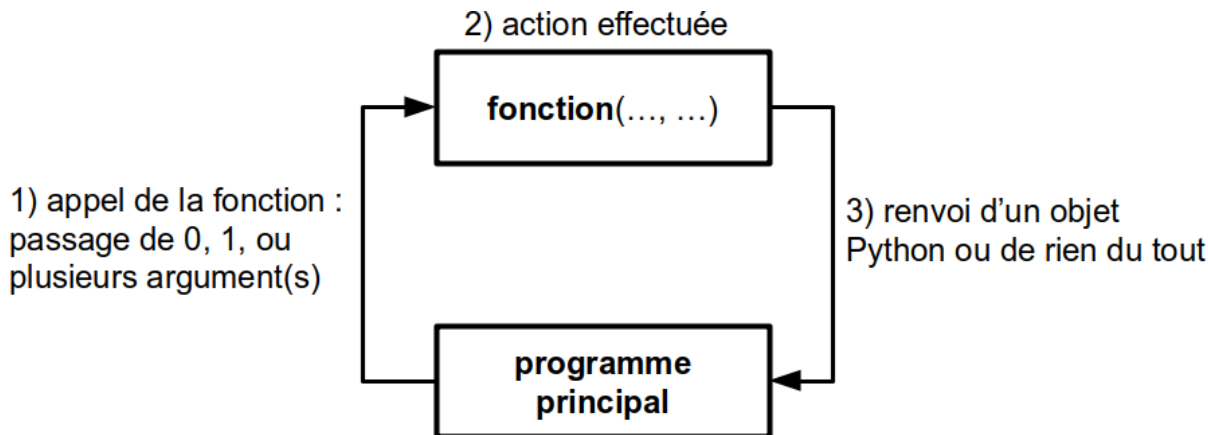 2) action effectuée
fonction(…, …)
1) appel de la fonction :
passage de 0, 1, ou
plusieurs argument(s)
3) renvoi d’un objet
Python ou de rien du tout
programme
principal